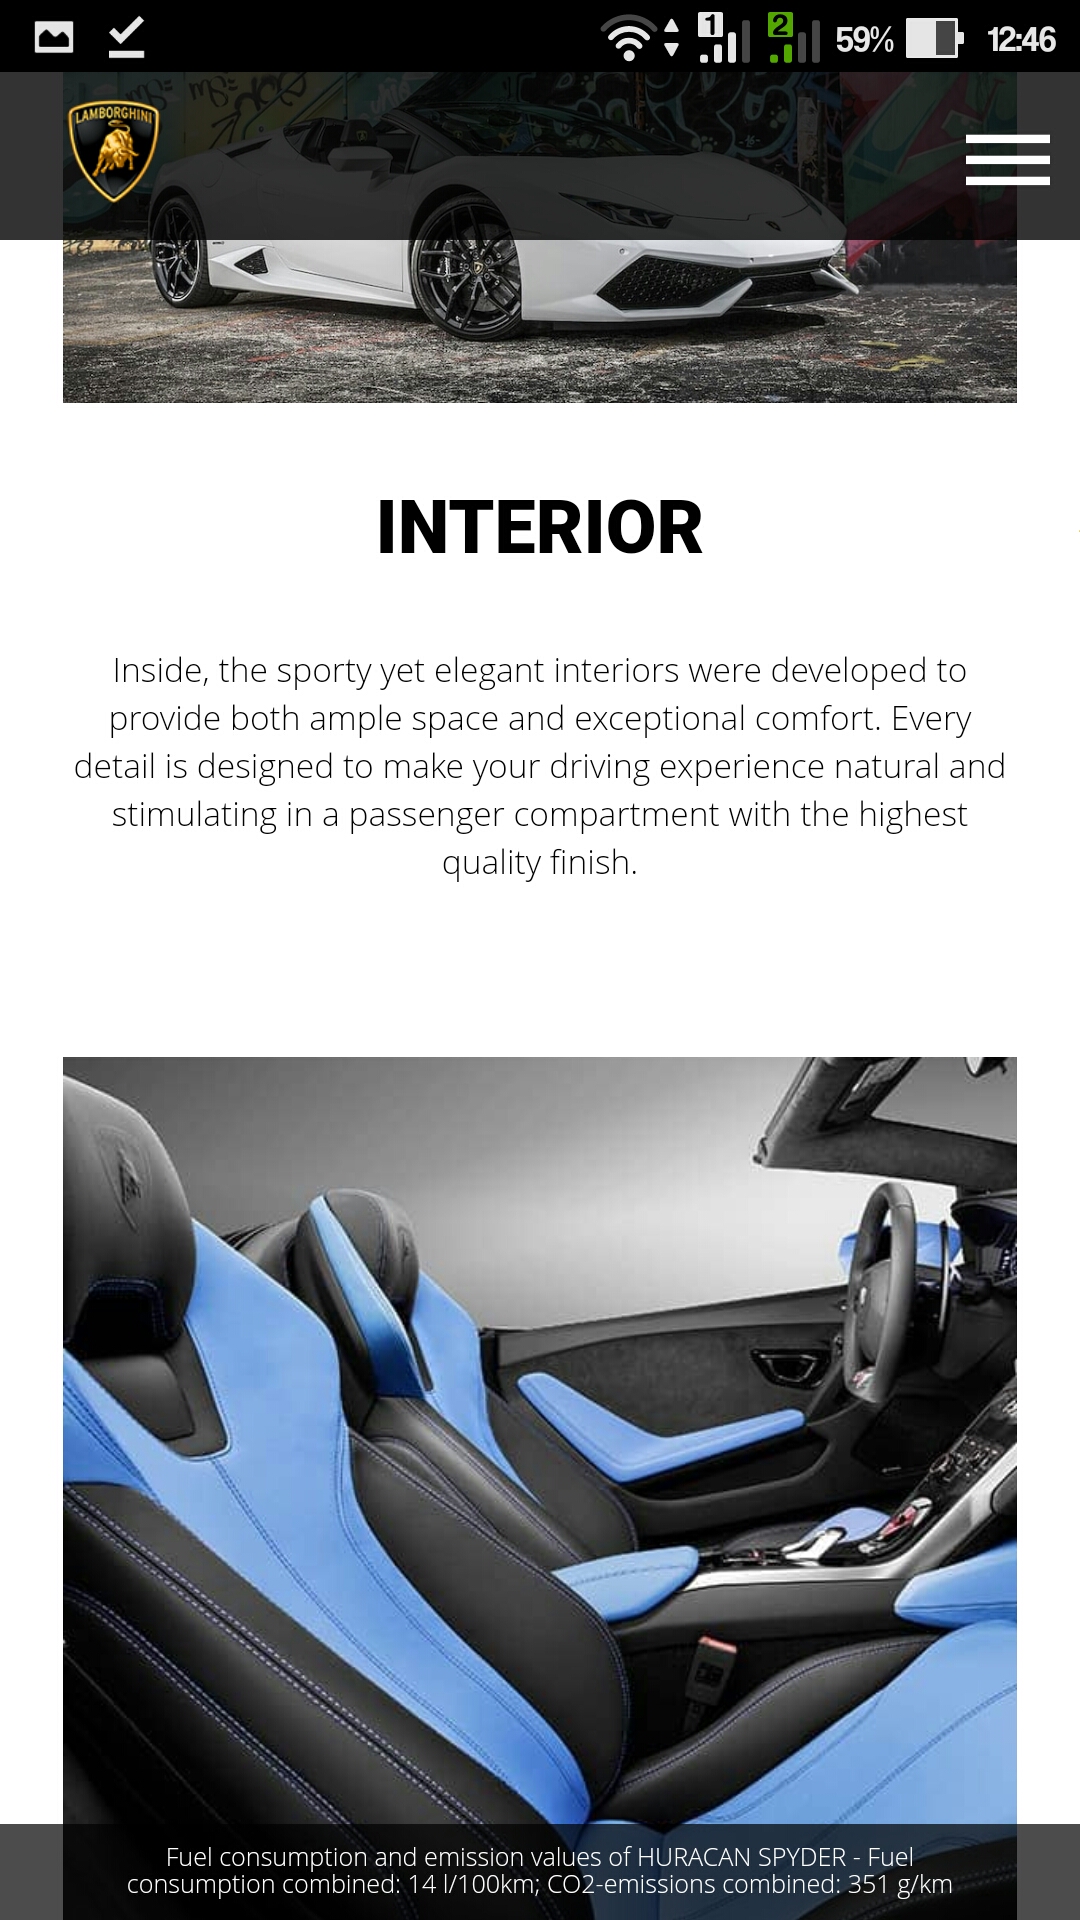 1 2 59% 12:46
LAMBORGHINI
INTERIOR
Inside, the sporty yet elegant interiors were developed to
provide both ample space and exceptional comfort. Every
detail is designed to make your driving experience natural and
stimulating in a passenger compartment with the highest
quality finish.
Fuel consumption and emission values of HURACAN SPYDER - Fuel
consumption combined: 14 l/100km; CO2-emissions combined: 351 g/km